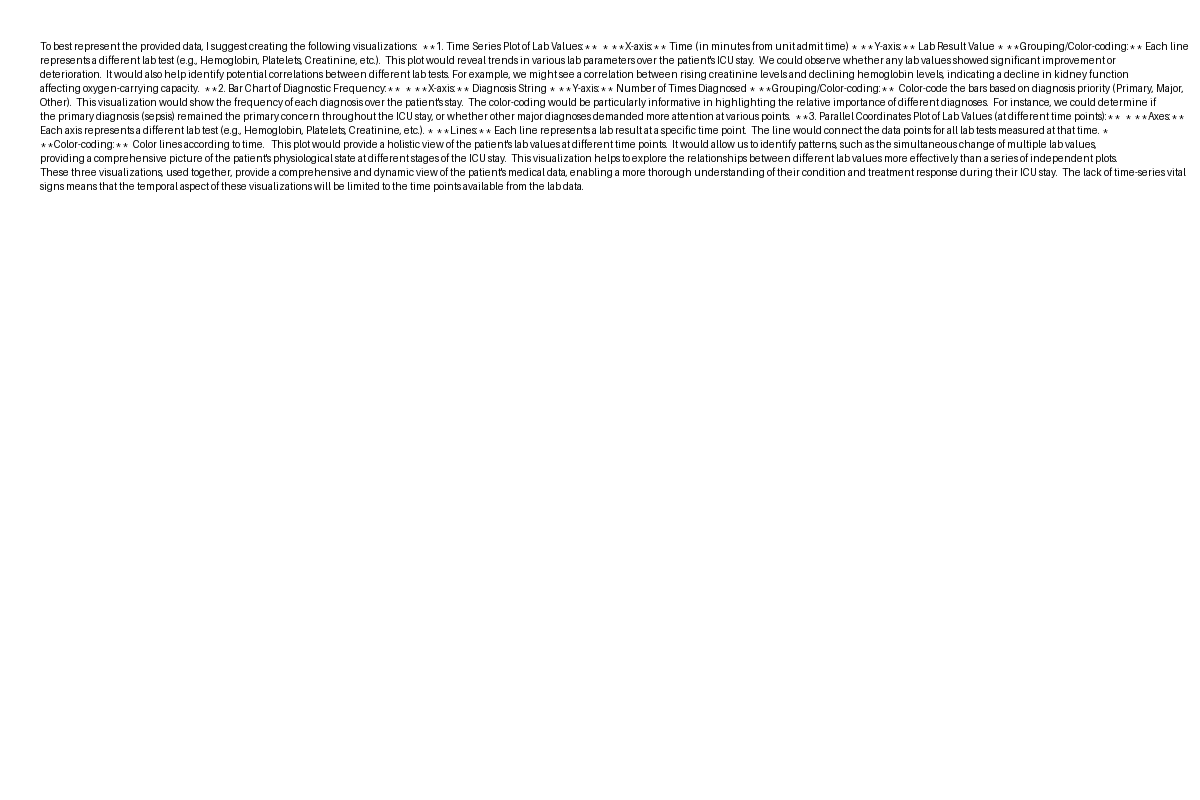 To best represent the provided data, I suggest creating the following visualizations:  **1. Time Series Plot of Lab Values:**  * **X-axis:** Time (in minutes from unit admit time) * **Y-axis:** Lab Result Value * **Grouping/Color-coding:** Each line
represents a different lab test (e.g., Hemoglobin, Platelets, Creatinine, etc.).  This plot would reveal trends in various lab parameters over the patient's ICU stay.  We could observe whether any lab values showed significant improvement or
deterioration.  It would also help identify potential correlations between different lab tests. For example, we might see a correlation between rising creatinine levels and declining hemoglobin levels, indicating a decline in kidney function
affecting oxygen-carrying capacity.  **2. Bar Chart of Diagnostic Frequency:**  * **X-axis:** Diagnosis String * **Y-axis:** Number of Times Diagnosed * **Grouping/Color-coding:** Color-code the bars based on diagnosis priority (Primary, Major,
Other).  This visualization would show the frequency of each diagnosis over the patient's stay.  The color-coding would be particularly informative in highlighting the relative importance of different diagnoses.  For instance, we could determine if
the primary diagnosis (sepsis) remained the primary concern throughout the ICU stay, or whether other major diagnoses demanded more attention at various points.  **3. Parallel Coordinates Plot of Lab Values (at different time points):**  * **Axes:**
Each axis represents a different lab test (e.g., Hemoglobin, Platelets, Creatinine, etc.). * **Lines:** Each line represents a lab result at a specific time point.  The line would connect the data points for all lab tests measured at that time. *
**Color-coding:** Color lines according to time.   This plot would provide a holistic view of the patient's lab values at different time points.  It would allow us to identify patterns, such as the simultaneous change of multiple lab values,
providing a comprehensive picture of the patient's physiological state at different stages of the ICU stay.  This visualization helps to explore the relationships between different lab values more effectively than a series of independent plots.
These three visualizations, used together, provide a comprehensive and dynamic view of the patient's medical data, enabling a more thorough understanding of their condition and treatment response during their ICU stay.  The lack of time-series vital
signs means that the temporal aspect of these visualizations will be limited to the time points available from the lab data.